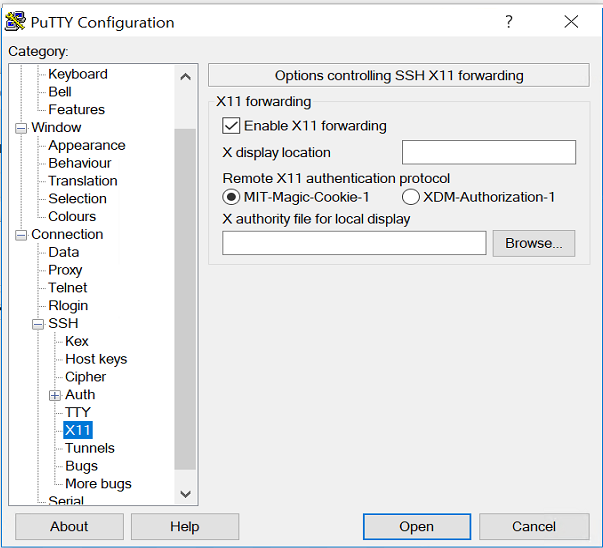 PuTTY Configuration
?
Category:
Keyboard
Bell
Features
Window
Appearance
Behaviour
Translation
Selection
Colours
Connection
Data
Proxy
Telnet
Rlogin
SSH
Kex
Host keys
Cipher
Auth
TTY
X11
Tunnels
Bugs
More bugs
Serial
Options controlling SSH X11 forwarding
X11 forwarding
Enable X11 forwarding
X display location
Remote X11 authentication protocol
MIT-Magic-Cookie-1 XDM-Authorization-1
X authority file for local display
Browse...
About Help Open Cancel